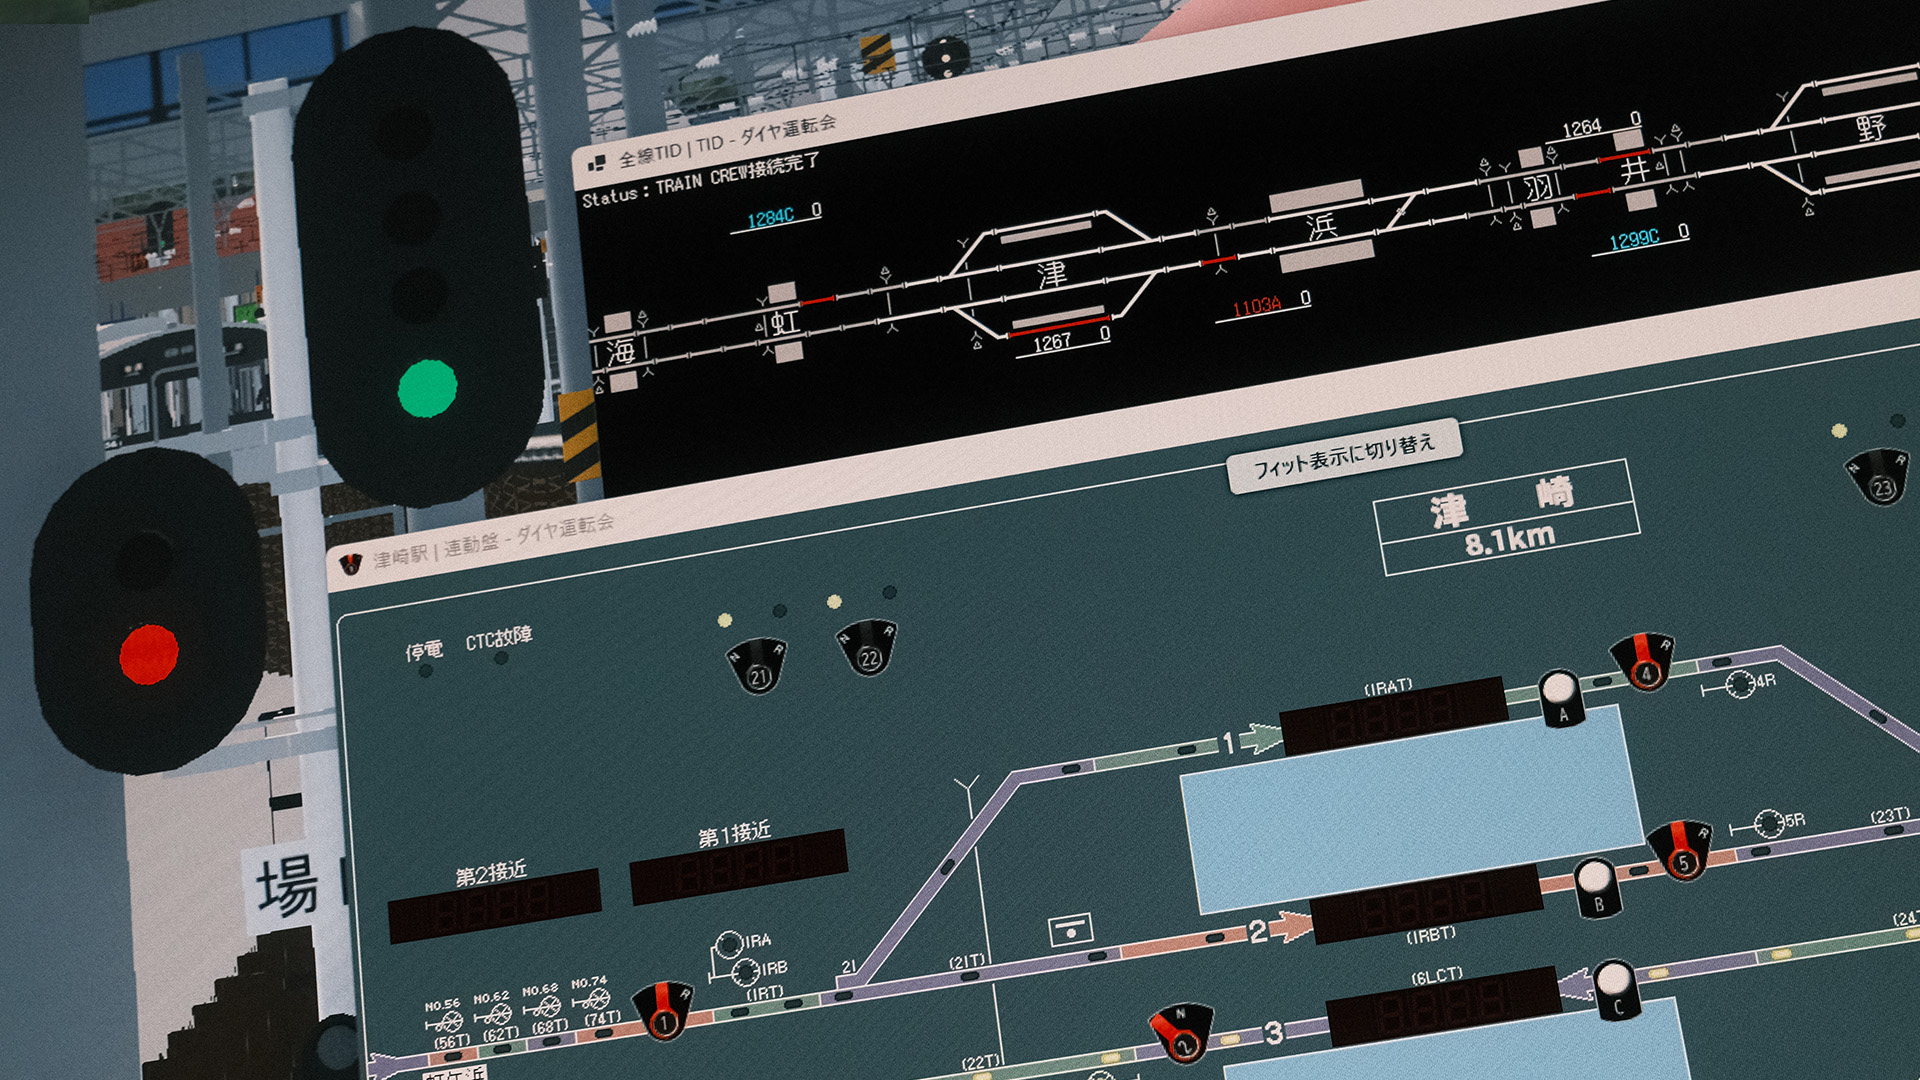 全線TID | TID - ダイヤ運転会
Status : TRAIN CREW接続完了
1284C 0
1264 0
野
井
羽
1299C 0
浜
津
1103A 0
虹
1267 0
海
フィット表示に切り替え
津崎
8.1km
N R 23
津崎駅 | 連動盤 - ダイヤ運転会
停電 CTC故障
N R 21
N R 22
(1RAT)
A
R 4
4R
1
第1接近
第2接近
R 5
5R
(23T)
B
(1RBT)
2
場
1RA
1RB
(1RT)
21
(21T)
(6LCT)
(24
C
NO.56 NO.62 NO.68 NO.74
(56T) (62T) (68T) (74T)
R 1
N 2
3
(22T)
虹ケ浜